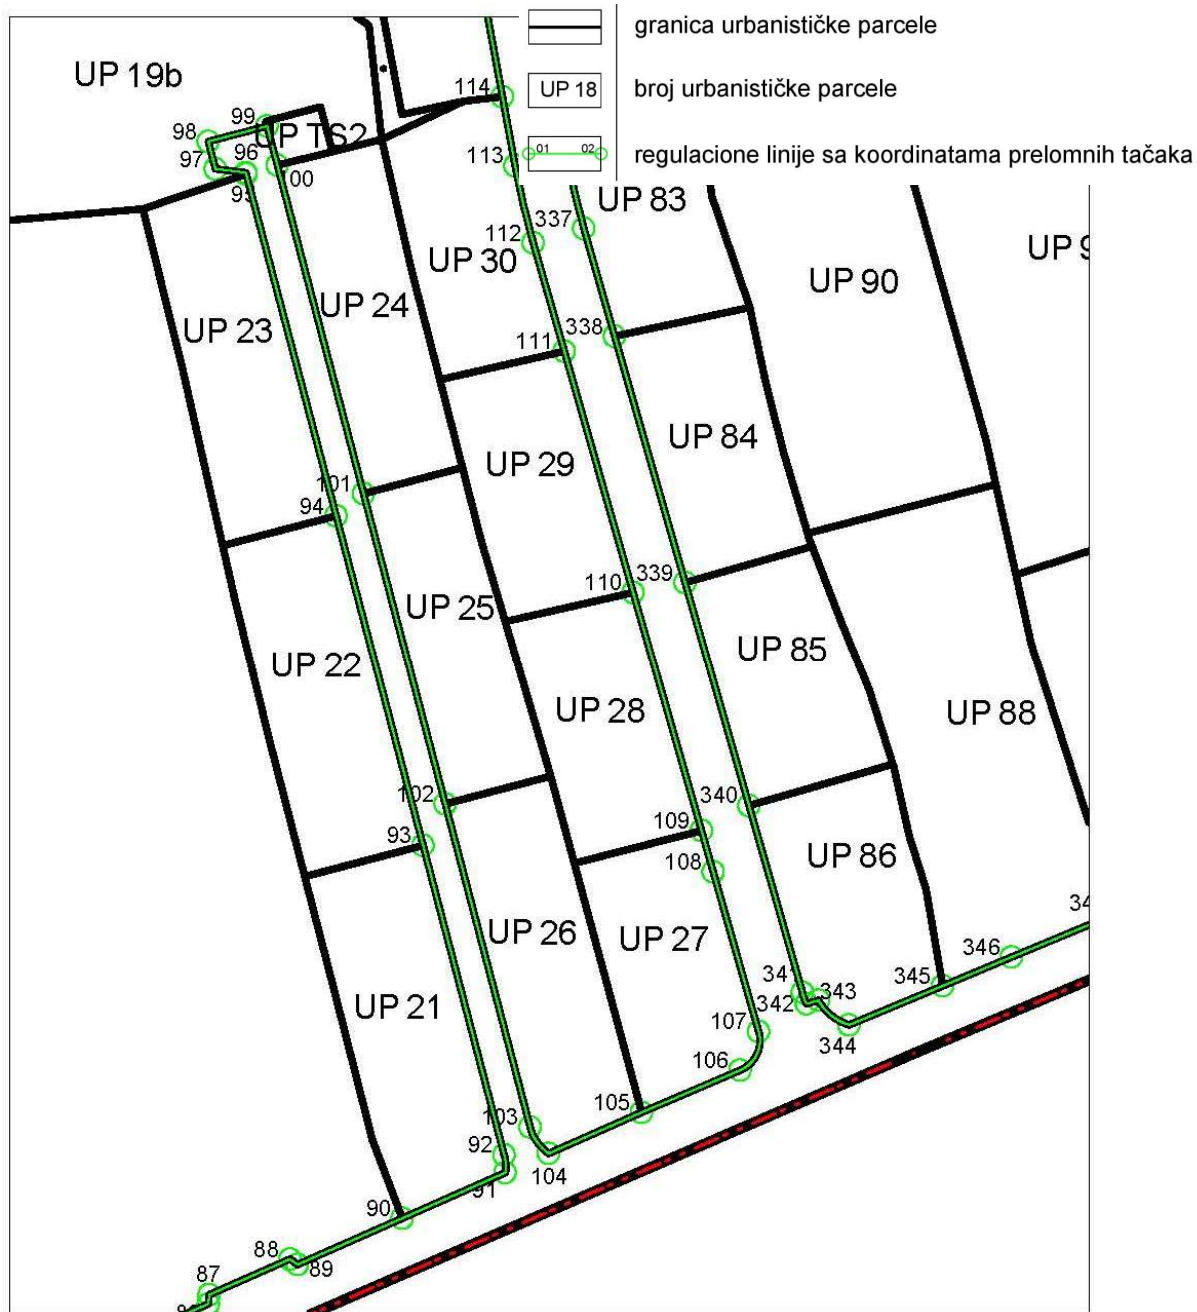 granica urbanističke parcele
UP 18
broj urbanističke parcele
01 02
regulacione linije sa koordinatama prelomnih tačaka
UP 19b
114
99
98
UP TS2
97
96
113
UP 83
337
112
UP 30
UP 90
UP 24
UP 23
338
111
UP 84
UP 29
101
94
110
339
UP 25
UP 85
UP 22
UP 28
UP 88
102
340
93
109
108
UP 86
UP 26
UP 27
346
341
345
342
343
UP 21
107
344
106
105
103
92
104
91
90
88
89
87